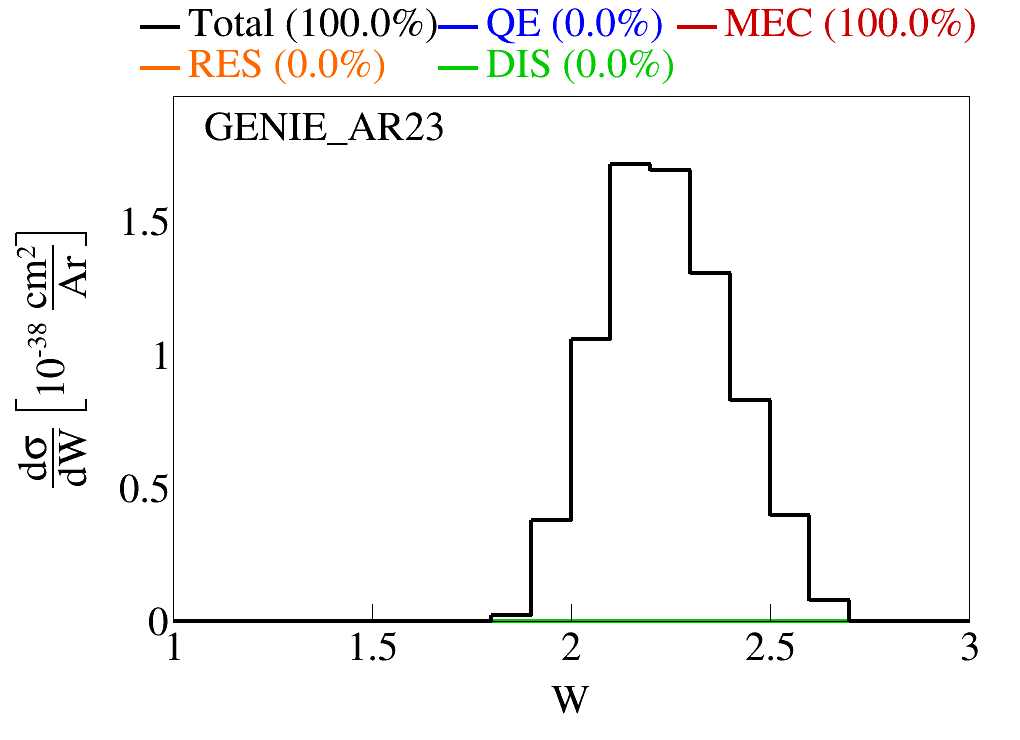 Total (100.0%) QE (0.0%) MEC (100.0%)
RES (0.0%) DIS (0.0%)
GENIE_AR23
dσ/dW [10⁻³⁸ cm²/Ar]
1.5
1
0.5
0
1 1.5 2 2.5 3
W